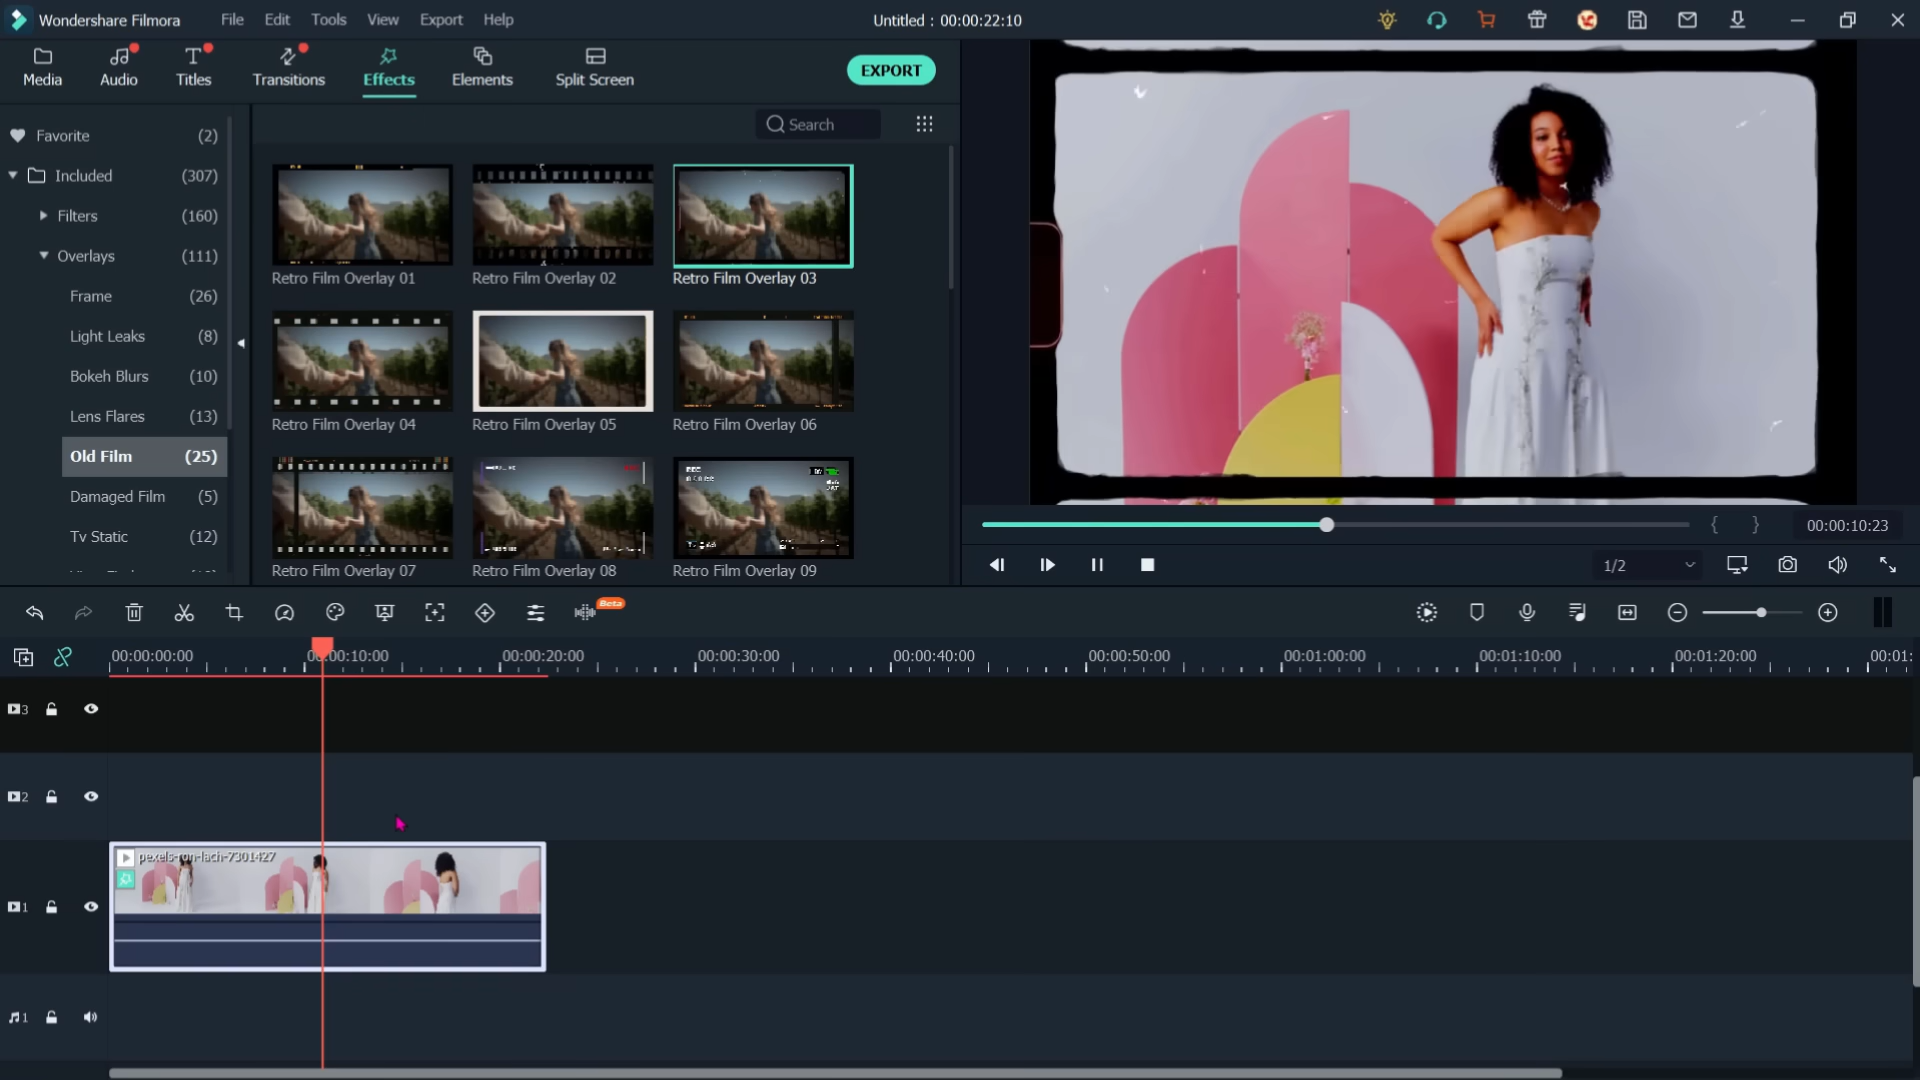 Wondershare Filmora
File Edit Tools View Export Help
Untitled : 00:00:22:10
Media
Audio
Titles
Transitions
Effects
Elements
Split Screen
EXPORT
Search
Favorite (2)
Included (307)
Filters (160)
Overlays (111)
Frame (26)
Light Leaks (8)
Bokeh Blurs (10)
Lens Flares (13)
Old Film (25)
Damaged Film (5)
Tv Static (12)
Retro Film Overlay 01
Retro Film Overlay 02
Retro Film Overlay 03
Retro Film Overlay 04
Retro Film Overlay 05
Retro Film Overlay 06
Retro Film Overlay 07
Retro Film Overlay 08
Retro Film Overlay 09
{ }
00:00:10:23
1/2
Beta
00:00:00:00
00:00:10:00
00:00:20:00
00:00:30:00
00:00:40:00
00:00:50:00
00:01:00:00
00:01:10:00
00:01:20:00
00:01:
3
2
pexels-ron-lach-7301427
1
1